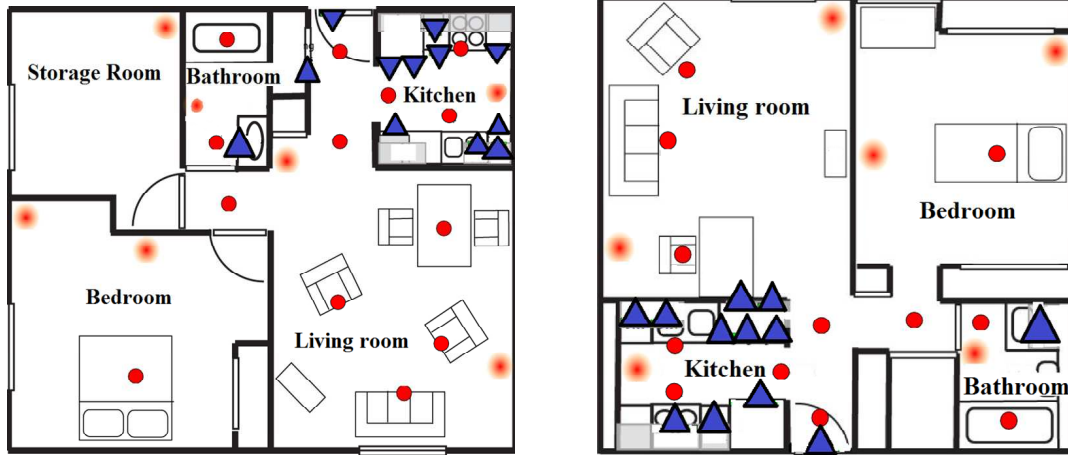 Storage Room
Bathroom
Kitchen
Bedroom
Living room
Living room
Bedroom
Kitchen
Bathroom